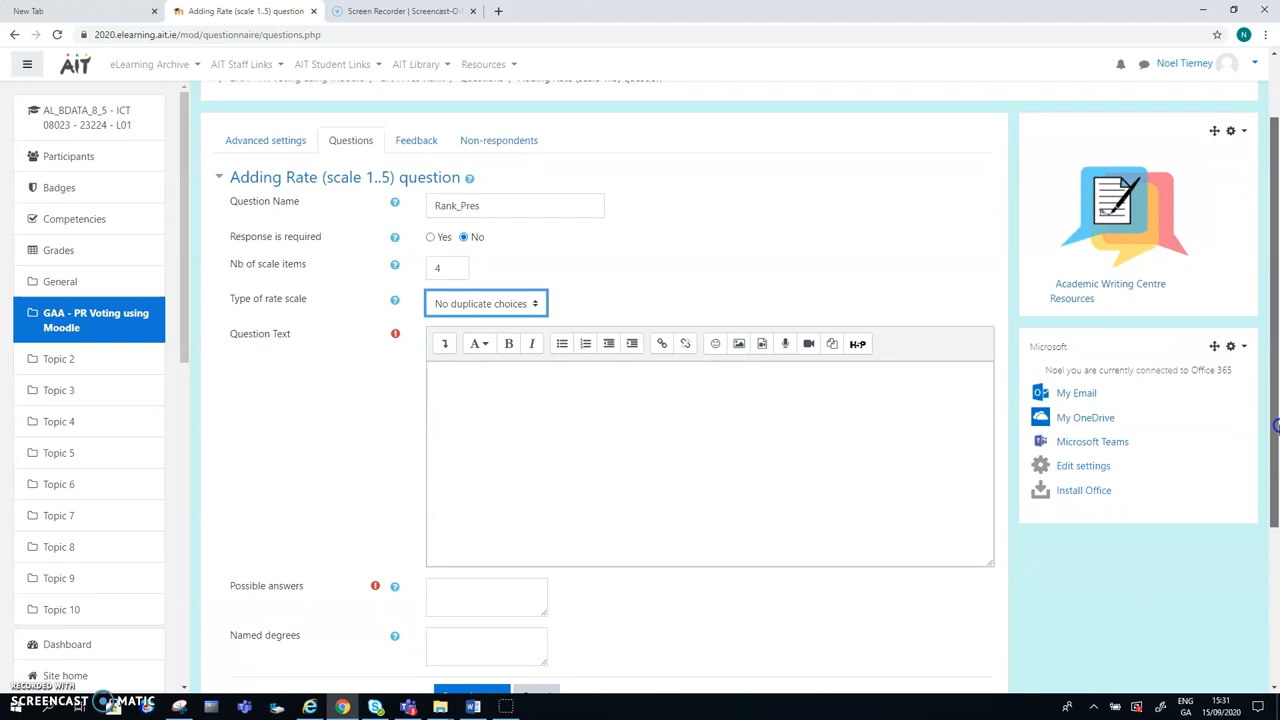 New Tab
Adding Rate (scale 1..5) question
Screen Recorder | Screencast-O-
2020.elearning.ait.ie/mod/questionnaire/questions.php
N
AIT
eLearning Archive
AIT Staff Links
AIT Student Links
AIT Library
Resources
Noel Tierney
AL_BDATA_8_5 - ICT
08023 - 23224 - L01
Participants
Badges
Competencies
Grades
General
GAA - PR Voting using
Moodle
Topic 2
Topic 3
Topic 4
Topic 5
Topic 6
Topic 7
Topic 8
Topic 9
Topic 10
Dashboard
Site home
Advanced settings
Questions
Feedback
Non-respondents
Adding Rate (scale 1..5) question
Question Name
Rank_Pres
Response is required
Yes
No
Nb of scale items
4
Type of rate scale
No duplicate choices
Question Text
A
B
I
H-P
Possible answers
Named degrees
Academic Writing Centre
Resources
Microsoft
Noel you are currently connected to Office 365
My Email
My OneDrive
Microsoft Teams
Edit settings
Install Office
RECORDED WITH
SCREENCAST MATIC
ENG
GA
15:31
15/09/2020